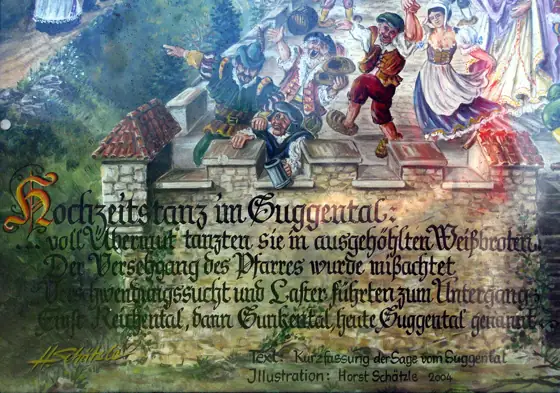 Hochzeitstanz im Suggental:
... voll Übermut tanzten sie in ausgehöhlten Weißbroten.
Der Versehgang des Pfarres wurde mißachtet
Verschwendungssucht und Laster führten zum Untergang
Einst Reichental, dann Sunkental, heute Suggental genannt
HSchätzle
Text: Kurzfassung der Sage vom Suggental
Illustration: Horst Schätzle 2004